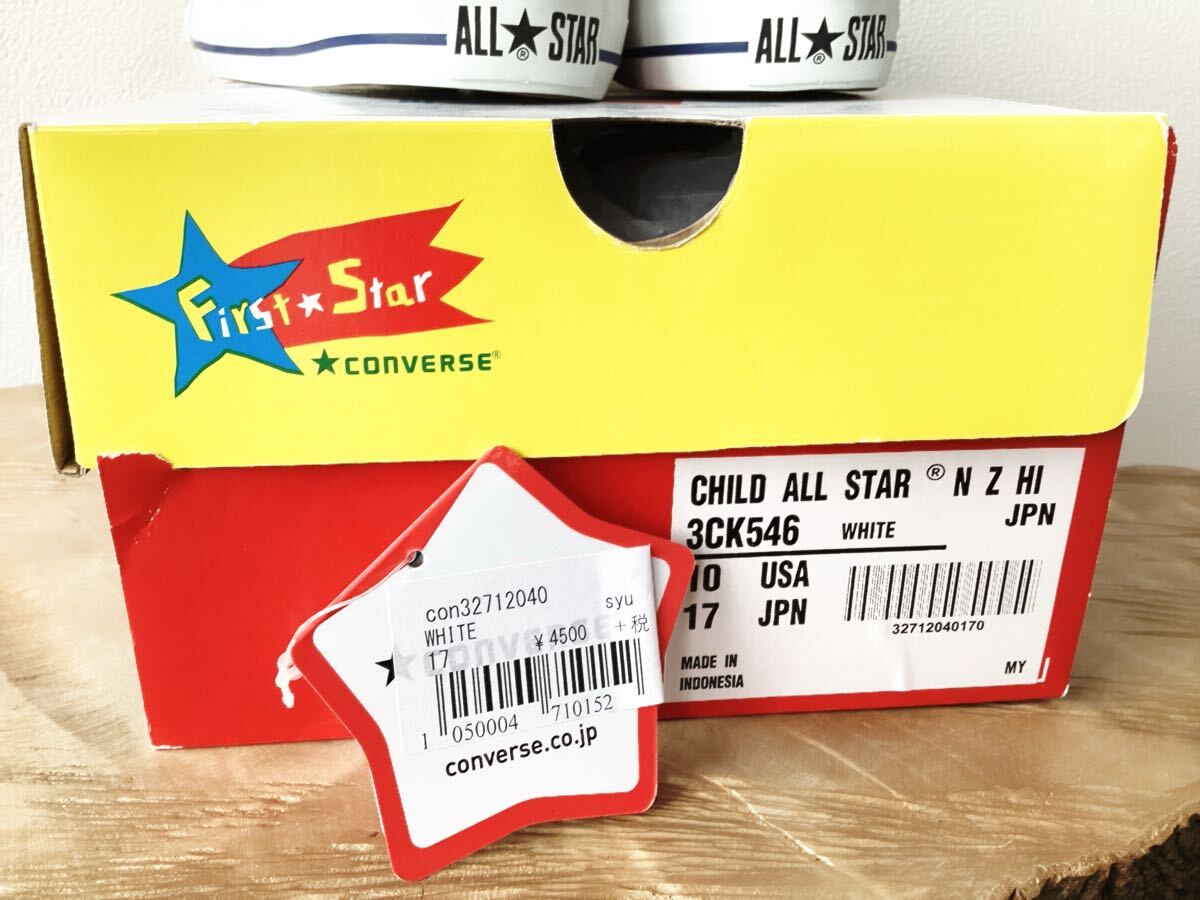 ALL★STAR®
ALL★STAR®
First★Star
★CONVERSE®
CHILD ALL STAR ® N Z HI
JPN
3CK546 WHITE
10 USA
17 JPN
32712040170
MADE IN
INDONESIA
MY
con32712040 syu
WHITE
17 ¥4500 +税
★CONVERSE
1 050004 710152
converse.co.jp